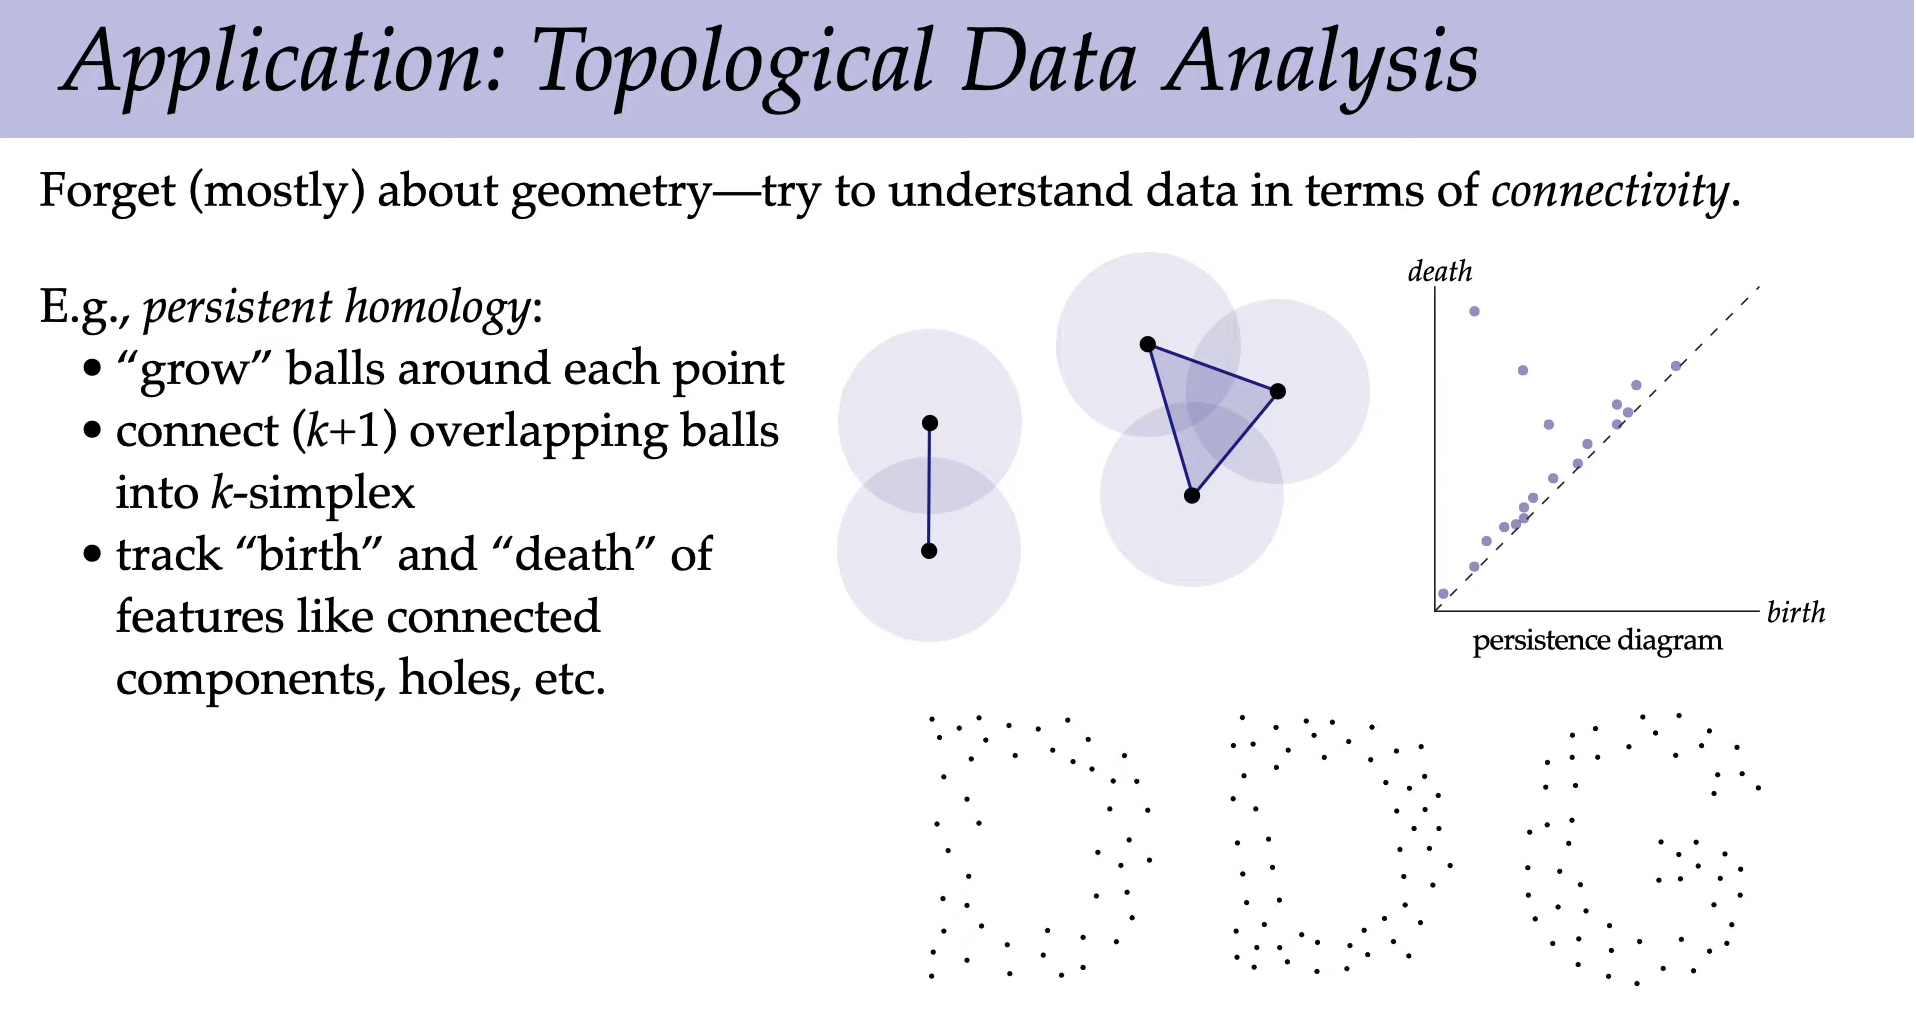 Application: Topological Data Analysis
Forget (mostly) about geometry—try to understand data in terms of connectivity.
E.g., persistent homology:
• “grow” balls around each point
• connect (k+1) overlapping balls
into k-simplex
• track “birth” and “death” of
features like connected
components, holes, etc.
death
birth
persistence diagram
DDG